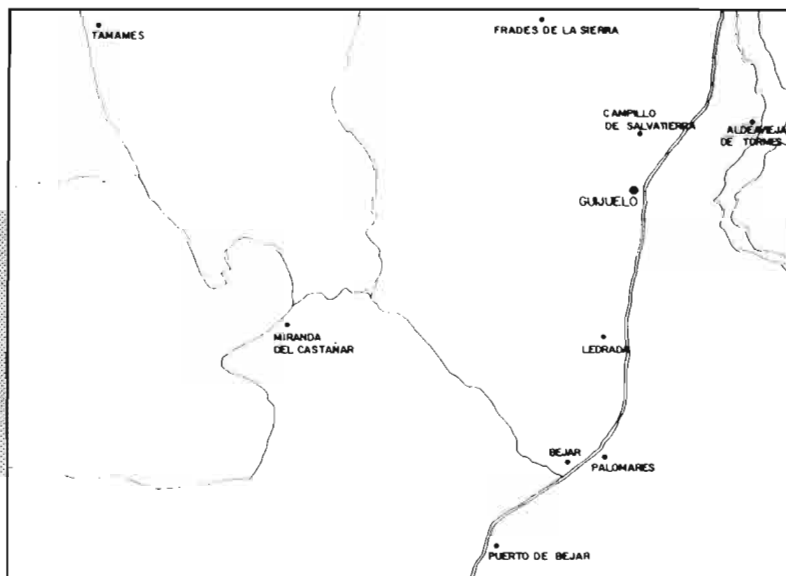 TAMAMES
FRADES DE LA SIERRA
CAMPILLO
DE SALVATIERRA
ALDEAVIEJA
DE TORMES
GUIJUELO
MIRANDA
DEL CASTAÑAR
LEDRADA
BEJAR
PALOMARES
PUERTO DE BEJAR